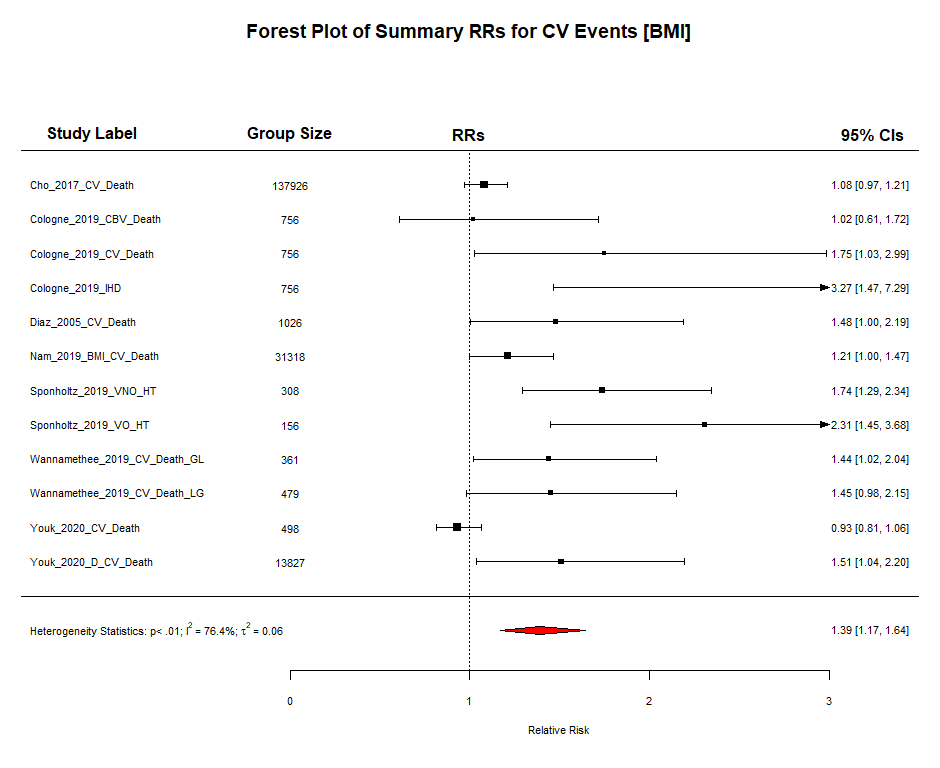 Forest Plot of Summary RRs for CV Events [BMI]
Study Label Group Size RRs 95% CIs
Cho_2017_CV_Death 137926 1.08 [0.97, 1.21]
Cologne_2019_CBV_Death 756 1.02 [0.61, 1.72]
Cologne_2019_CV_Death 756 1.75 [1.03, 2.99]
Cologne_2019_IHD 756 3.27 [1.47, 7.29]
Diaz_2005_CV_Death 1026 1.48 [1.00, 2.19]
Nam_2019_BMI_CV_Death 31318 1.21 [1.00, 1.47]
Sponholtz_2019_VNO_HT 308 1.74 [1.29, 2.34]
Sponholtz_2019_VO_HT 156 2.31 [1.45, 3.68]
Wannamethee_2019_CV_Death_GL 361 1.44 [1.02, 2.04]
Wannamethee_2019_CV_Death_LG 479 1.45 [0.98, 2.15]
Youk_2020_CV_Death 498 0.93 [0.81, 1.06]
Youk_2020_D_CV_Death 13827 1.51 [1.04, 2.20]
Heterogeneity Statistics: p< .01; I² = 76.4%; τ² = 0.06 1.39 [1.17, 1.64]
0 1 2 3
Relative Risk